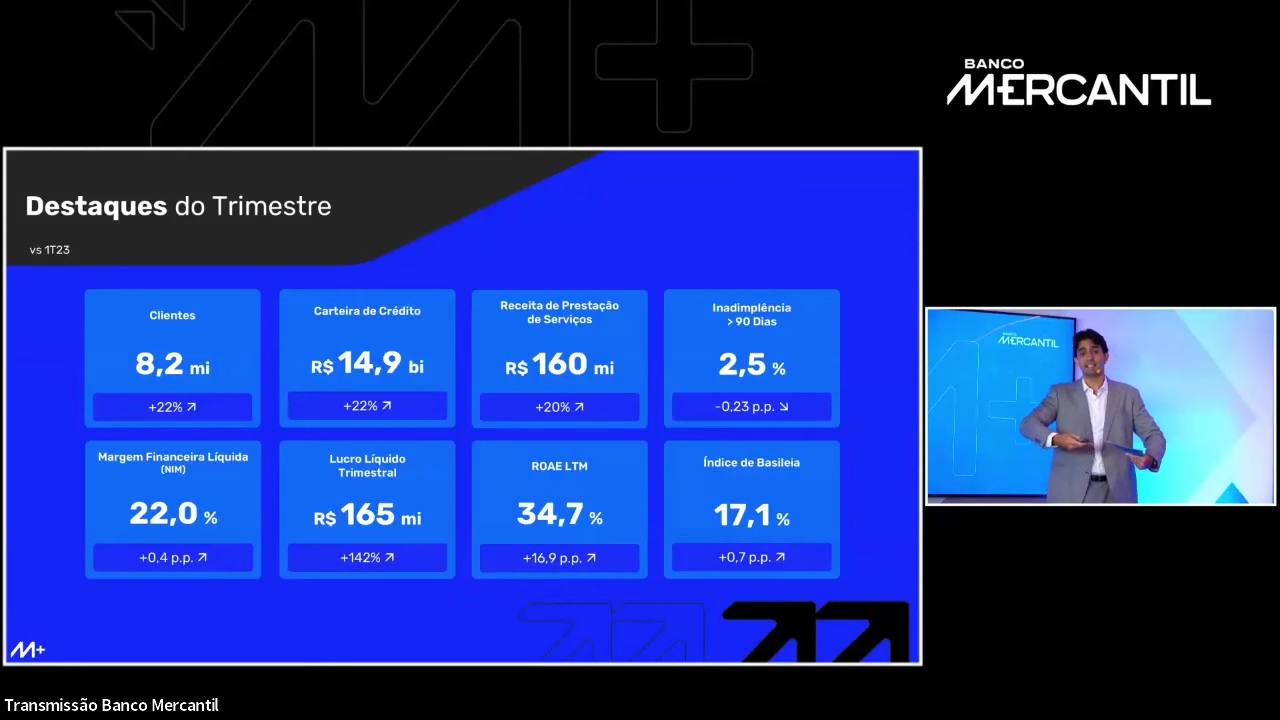 BANCO
MERCANTIL
Destaques do Trimestre
vs 1T23
Clientes
8,2 mi
+22%
Carteira de Crédito
R$ 14,9 bi
+22%
Receita de Prestação
de Serviços
R$ 160 mi
+20%
Inadimplência
> 90 Dias
2,5 %
-0,23 p.p.
Margem Financeira Líquida
(NIM)
22,0 %
+0,4 p.p.
Lucro Líquido
Trimestral
R$ 165 mi
+142%
ROAE LTM
34,7 %
+16,9 p.p.
Índice de Basileia
17,1 %
+0,7 p.p.
M+
BANCO
MERCANTIL
Transmissão Banco Mercantil